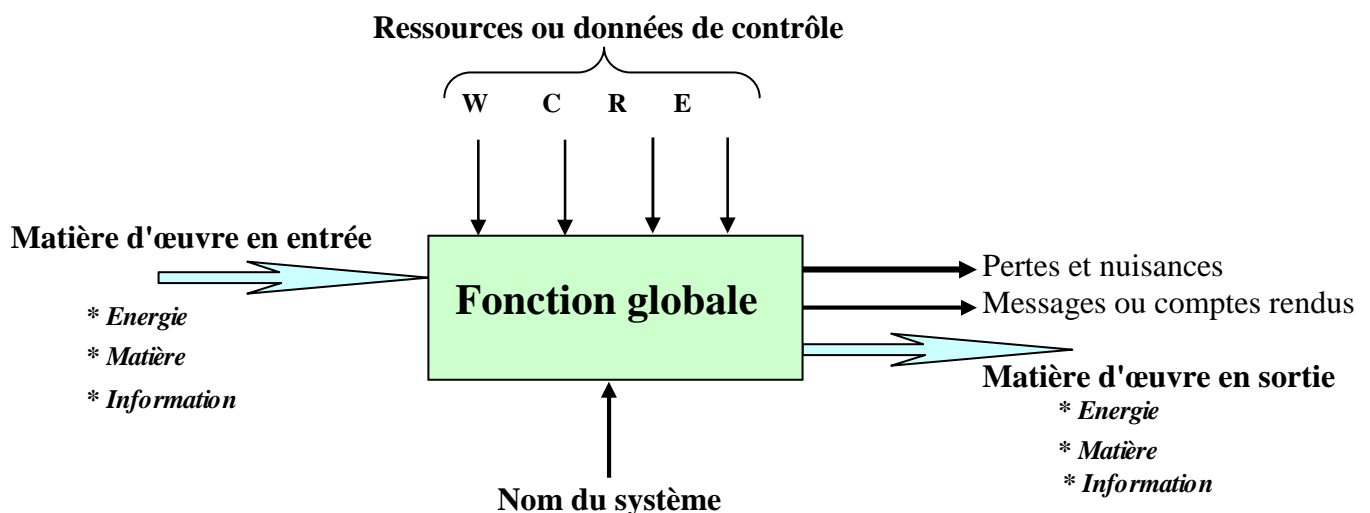 Ressources ou données de contrôle
W C R E
Matière d'œuvre en entrée
* Energie
* Matière
* Information
Fonction globale
Pertes et nuisances
Messages ou comptes rendus
Matière d'œuvre en sortie
* Energie
* Matière
* Information
Nom du système